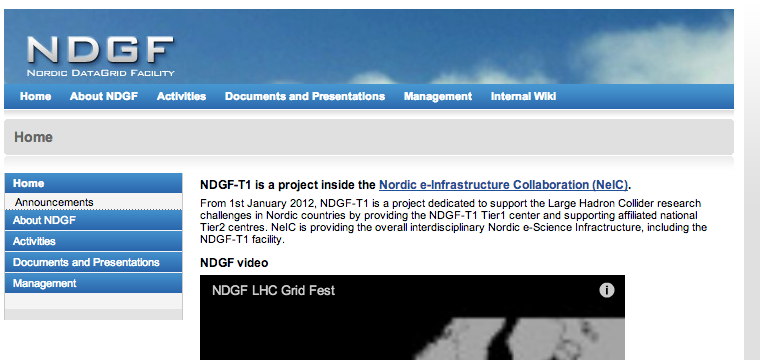 NDGF
NORDIC DATAGRID FACILITY
Home About NDGF Activities Documents and Presentations Management Internal Wiki
Home
Home
Announcements
About NDGF
Activities
Documents and Presentations
Management
NDGF-T1 is a project inside the Nordic e-Infrastructure Collaboration (NeIC).
From 1st January 2012, NDGF-T1 is a project dedicated to support the Large Hadron Collider research
challenges in Nordic countries by providing the NDGF-T1 Tier1 center and supporting affiliated national
Tier2 centres. NeIC is providing the overall interdisciplinary Nordic e-Science Infractructure, including the
NDGF-T1 facility.
NDGF video
NDGF LHC Grid Fest